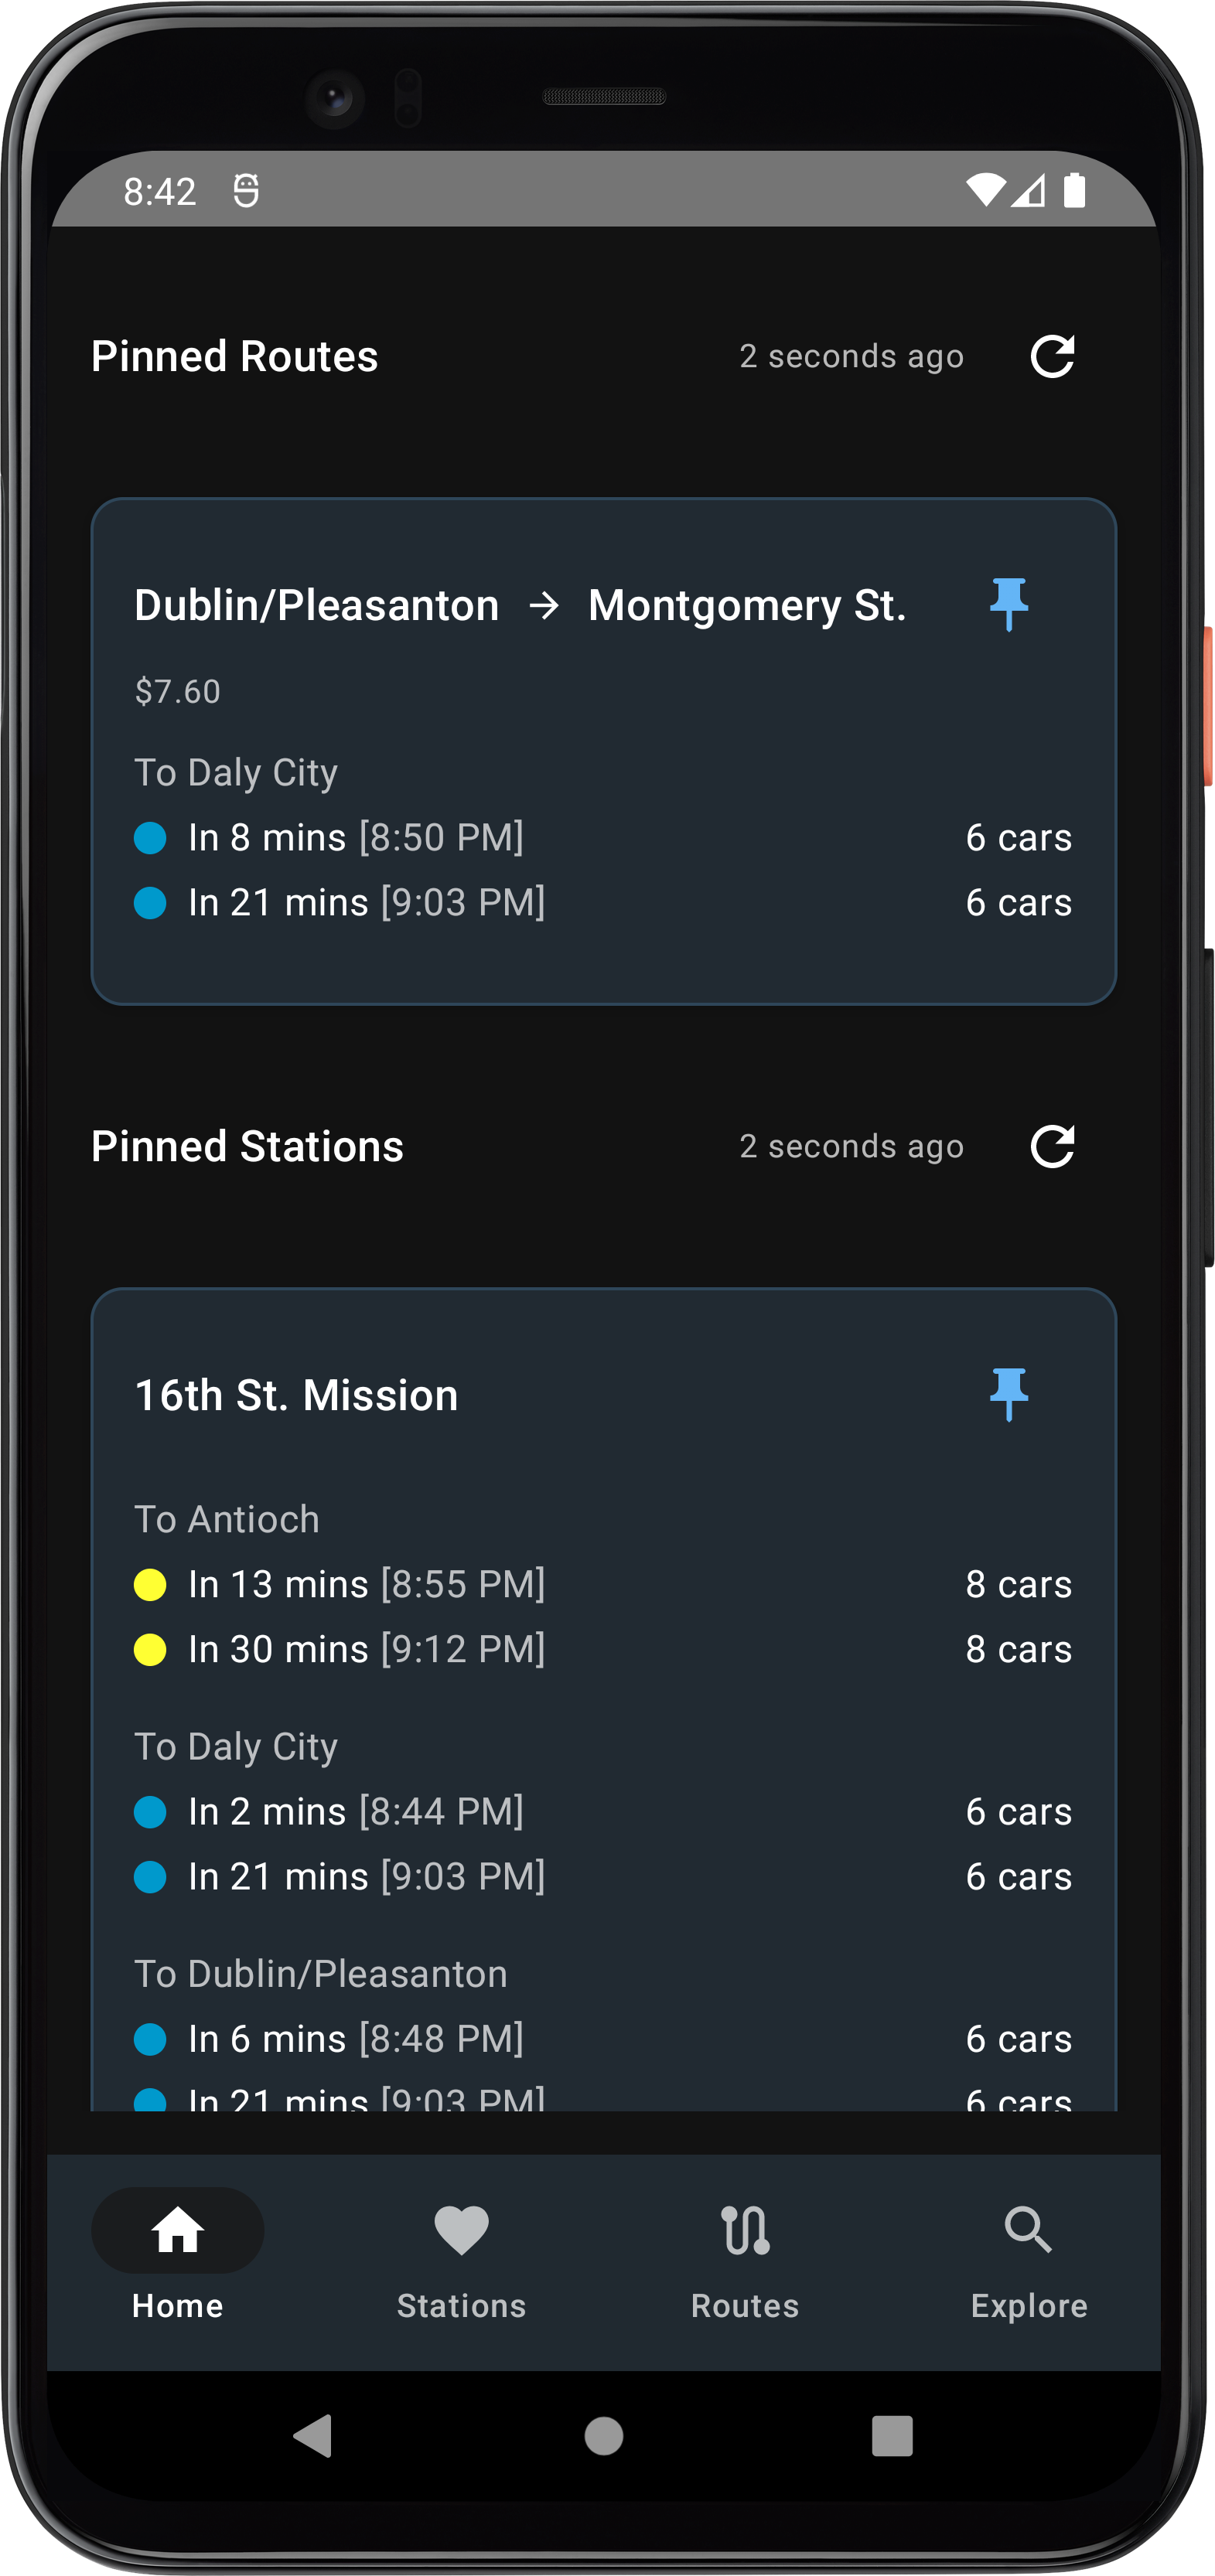 8:42
Pinned Routes 2 seconds ago
Dublin/Pleasanton → Montgomery St.
$7.60
To Daly City
In 8 mins [8:50 PM] 6 cars
In 21 mins [9:03 PM] 6 cars
Pinned Stations 2 seconds ago
16th St. Mission
To Antioch
In 13 mins [8:55 PM] 8 cars
In 30 mins [9:12 PM] 8 cars
To Daly City
In 2 mins [8:44 PM] 6 cars
In 21 mins [9:03 PM] 6 cars
To Dublin/Pleasanton
In 6 mins [8:48 PM] 6 cars
In 21 mins [9:03 PM] 6 cars
Home Stations Routes Explore